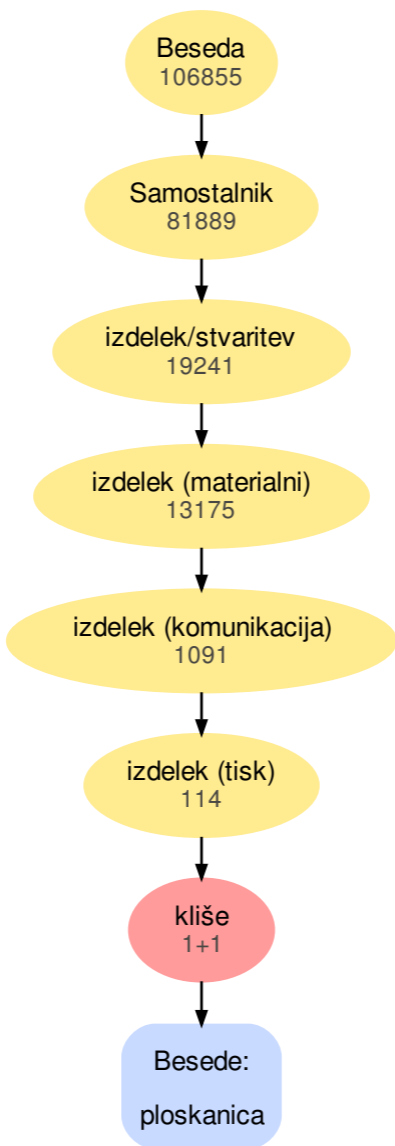 Beseda
106855
Samostalnik
81889
izdelek/stvaritev
19241
izdelek (materialni)
13175
izdelek (komunikacija)
1091
izdelek (tisk)
114
kliše
1+1
Besede:
ploskanica